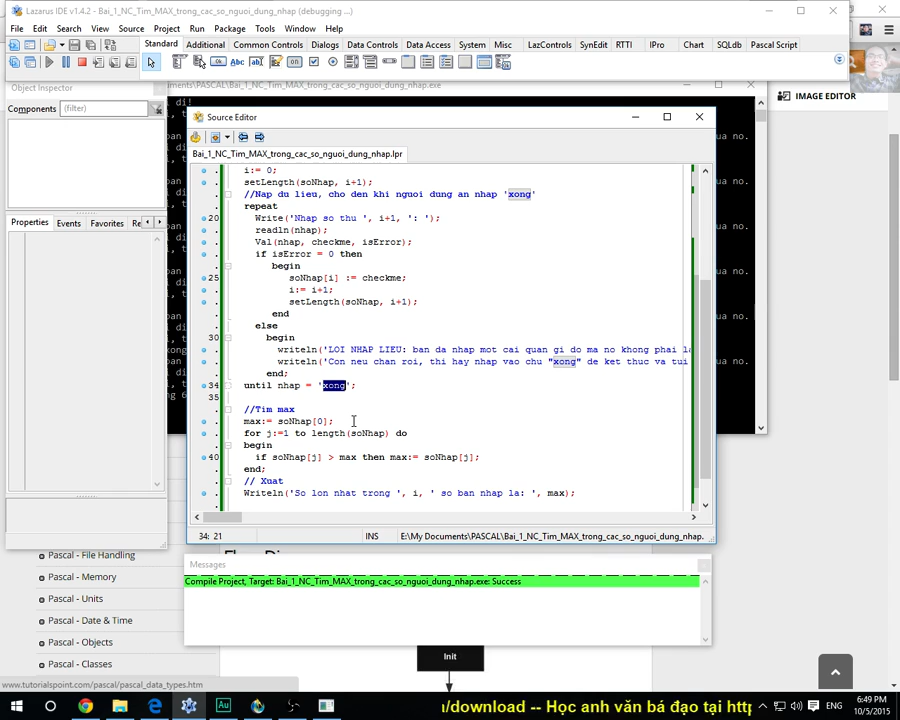 Lazarus IDE v1.4.2 - Bai_1_NC_Tim_MAX_trong_cac_so_nguoi_dung_nhap (debugging ...)
File Edit Search View Source Project Run Package Tools Window Help
Standard Additional Common Controls Dialogs Data Controls Data Access System Misc LazControls SynEdit RTTI IPro Chart SQLdb Pascal Script
Object Inspector
Components (filter)
Properties Events Favorites Re
IMAGE EDITOR
Source Editor
Bai_1_NC_Tim_MAX_trong_cac_so_nguoi_dung_nhap.lpr
i:= 0;
setLength(soNhap, i+1);
//Nap du lieu, cho den khi nguoi dung an nhap 'xong'
repeat
20 Write('Nhap so thu ', i+1, ': ');
readln(nhap);
Val(nhap, checkme, isError);
if isError = 0 then
begin
25 soNhap[i] := checkme;
i:= i+1;
setLength(soNhap, i+1);
end
else
30 begin
writeln('LOI NHAP LIEU: ban da nhap mot cai quan gi do ma no khong phai la
writeln('Con neu chan roi, thi hay nhap vao chu "xong" de ket thuc va tui
end;
34 until nhap = 'xong';
35
//Tim max
max:= soNhap[0];
for j:=1 to length(soNhap) do
begin
40 if soNhap[j] > max then max:= soNhap[j];
end;
// Xuat
Writeln('So lon nhat trong ', i, ' so ban nhap la: ', max);
34: 21 INS E:\My Documents\PASCAL\Bai_1_NC_Tim_MAX_trong_cac_so_nguoi_dung_nhap.
Messages
Compile Project, Target: Bai_1_NC_Tim_MAX_trong_cac_so_nguoi_dung_nhap.exe: Success
Pascal - File Handling
Pascal - Memory
Pascal - Units
Pascal - Date & Time
Pascal - Objects
Pascal - Classes
Init
www.tutorialspoint.com/pascal/pascal_data_types.htm
/download -- Học anh văn bá đạo tại http
ENG
6:49 PM
10/5/2015